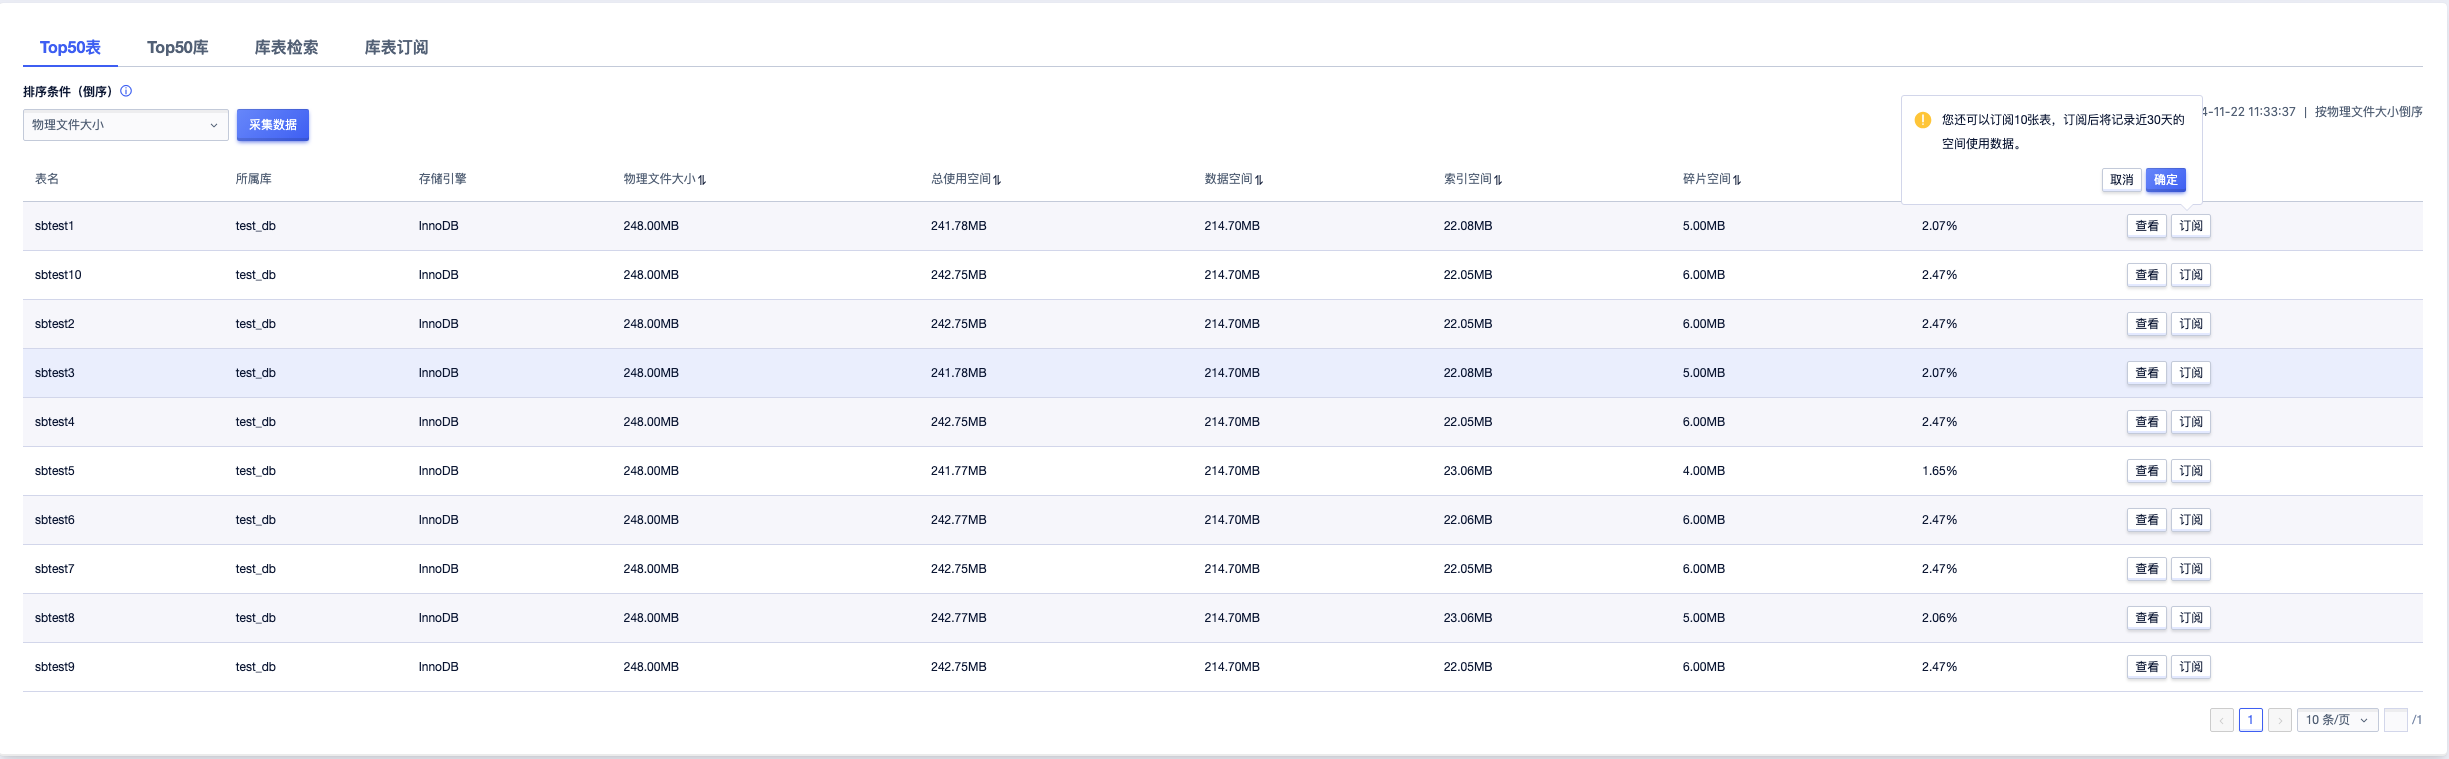 Top50表 Top50库 库表检索 库表订阅
排序条件（倒序）
物理文件大小 采集数据
4-11-22 11:33:37 | 按物理文件大小倒序
您还可以订阅10张表，订阅后将记录近30天的
空间使用数据。
取消 确定
表名 所属库 存储引擎 物理文件大小 总使用空间 数据空间 索引空间 碎片空间
sbtest1 test_db InnoDB 248.00MB 241.78MB 214.70MB 22.08MB 5.00MB 2.07% 查看 订阅
sbtest10 test_db InnoDB 248.00MB 242.75MB 214.70MB 22.05MB 6.00MB 2.47% 查看 订阅
sbtest2 test_db InnoDB 248.00MB 242.75MB 214.70MB 22.05MB 6.00MB 2.47% 查看 订阅
sbtest3 test_db InnoDB 248.00MB 241.78MB 214.70MB 22.08MB 5.00MB 2.07% 查看 订阅
sbtest4 test_db InnoDB 248.00MB 242.75MB 214.70MB 22.05MB 6.00MB 2.47% 查看 订阅
sbtest5 test_db InnoDB 248.00MB 241.77MB 214.70MB 23.06MB 4.00MB 1.65% 查看 订阅
sbtest6 test_db InnoDB 248.00MB 242.77MB 214.70MB 22.06MB 6.00MB 2.47% 查看 订阅
sbtest7 test_db InnoDB 248.00MB 242.75MB 214.70MB 22.05MB 6.00MB 2.47% 查看 订阅
sbtest8 test_db InnoDB 248.00MB 242.77MB 214.70MB 23.06MB 5.00MB 2.06% 查看 订阅
sbtest9 test_db InnoDB 248.00MB 242.75MB 214.70MB 22.05MB 6.00MB 2.47% 查看 订阅
1 10 条/页 /1